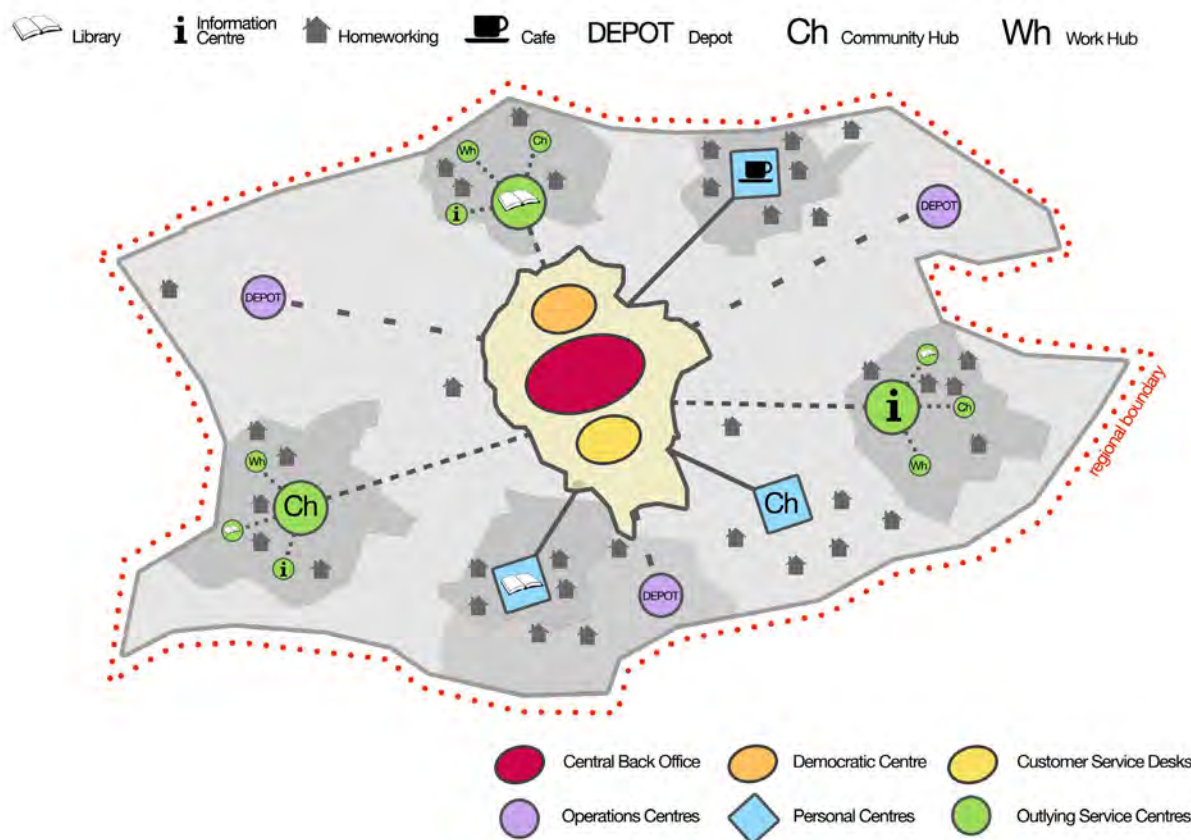 Library
i Information
Centre
Homeworking
Cafe
DEPOT Depot
Ch Community Hub
Wh Work Hub
Wh
Ch
i
DEPOT
DEPOT
i
Ch
Wh
regional boundary
Wh
Ch
i
Ch
DEPOT
Central Back Office
Democratic Centre
Customer Service Desks
Operations Centres
Personal Centres
Outlying Service Centres